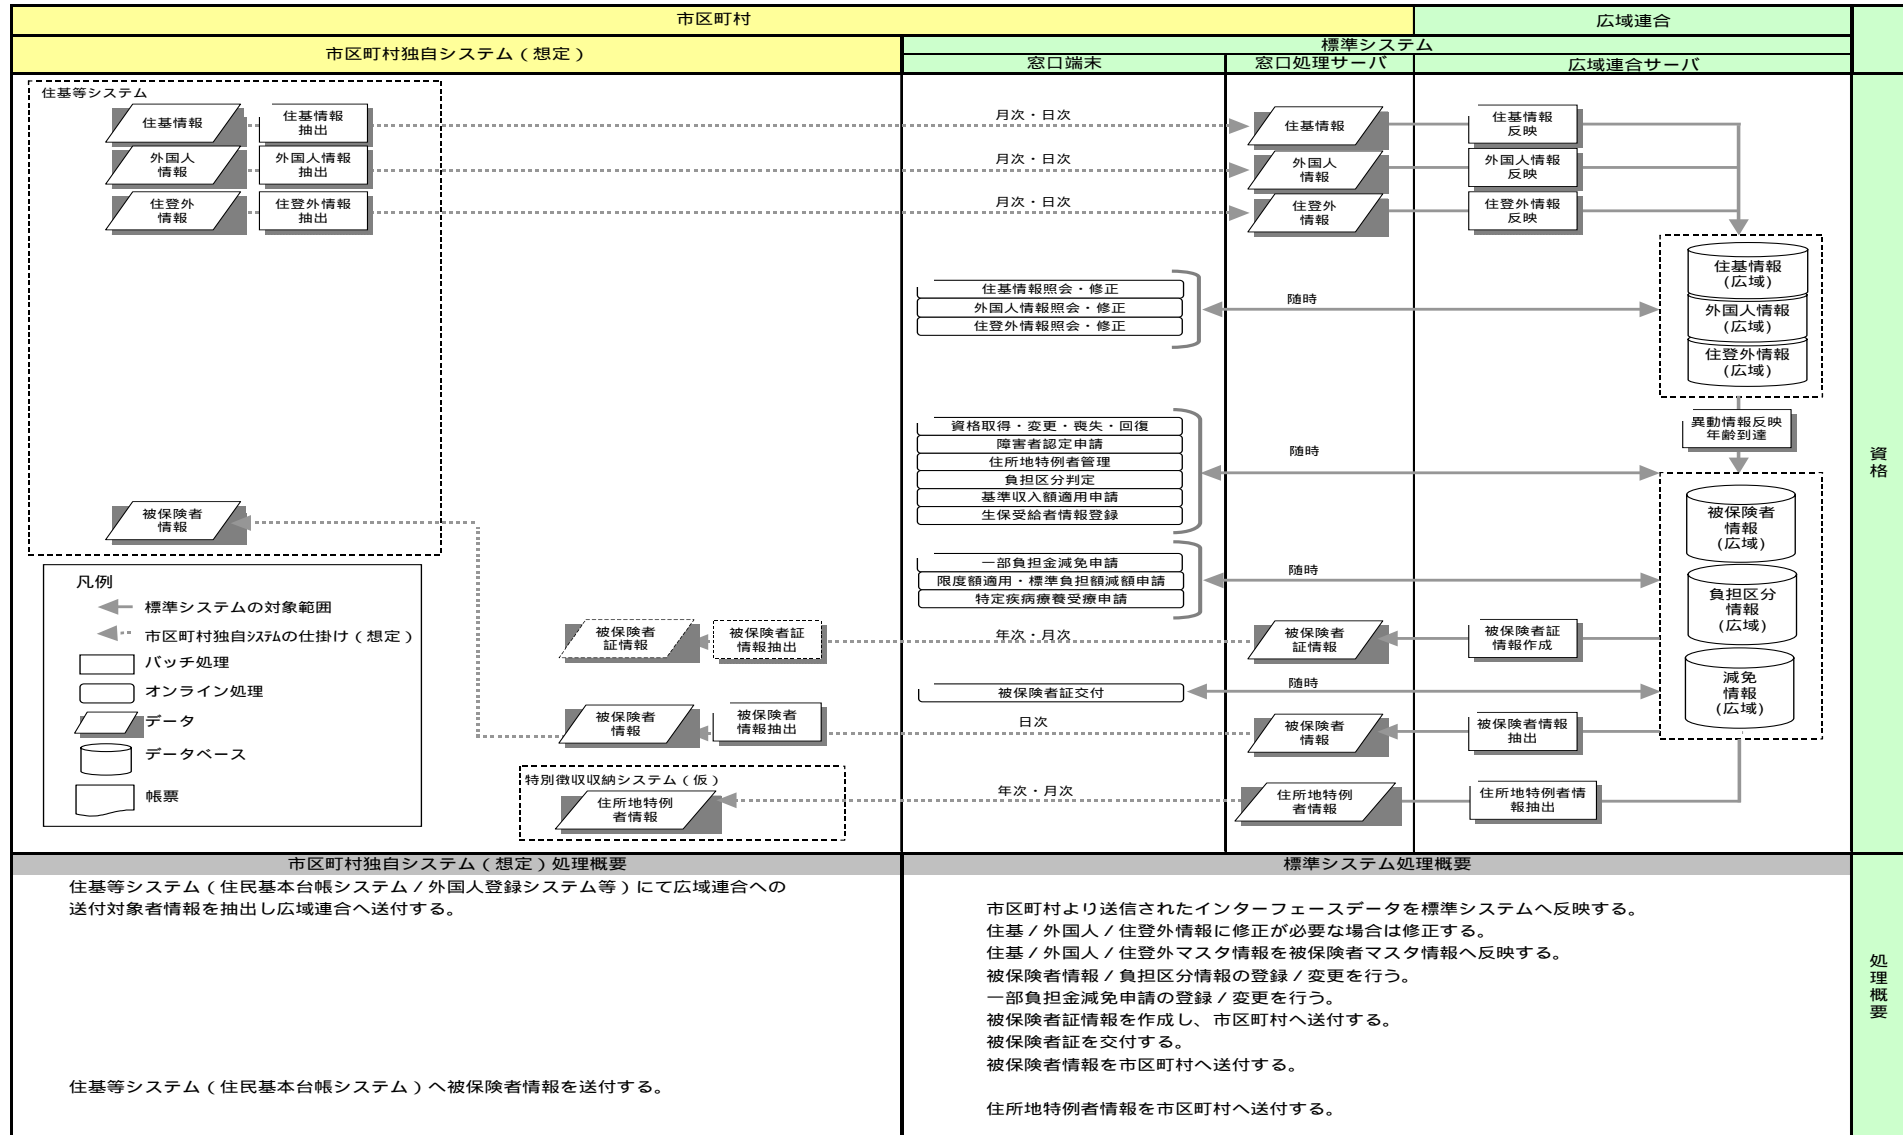 市区町村
広域連合
市区町村独自システム（想定）
標準システム
窓口端末
窓口処理サーバ
広域連合サーバ
住基等システム
住基情報
住基情報
抽出
月次・日次
住基情報
住基情報
反映
外国人
情報
外国人情報
抽出
月次・日次
外国人
情報
外国人情報
反映
住登外
情報
住登外情報
抽出
月次・日次
住登外
情報
住登外情報
反映
住基情報
(広域)
外国人情報
(広域)
住登外情報
(広域)
住基情報照会・修正
外国人情報照会・修正
住登外情報照会・修正
随時
異動情報反映
年齢到達
資格
資格取得・変更・喪失・回復
障害者認定申請
住所地特例者管理
負担区分判定
基準収入額適用申請
生保受給者情報登録
随時
被保険者
情報
被保険者
情報
(広域)
一部負担金減免申請
限度額適用・標準負担額減額申請
特定疾病療養受療申請
随時
負担区分
情報
(広域)
凡例
標準システムの対象範囲
市区町村独自ｼｽﾃﾑの仕掛け（想定）
バッチ処理
オンライン処理
データ
データベース
帳票
被保険者
証情報
被保険者証
情報抽出
年次・月次
被保険者
証情報
被保険者証
情報作成
減免
情報
(広域)
被保険者証交付
随時
被保険者
情報
被保険者
情報抽出
日次
被保険者
情報
被保険者情報
抽出
特別徴収収納システム（仮）
住所地特例
者情報
年次・月次
住所地特例
者情報
住所地特例者情
報抽出
市区町村独自システム（想定）処理概要
標準システム処理概要
住基等システム（住民基本台帳システム／外国人登録システム等）にて広域連合への
送付対象者情報を抽出し広域連合へ送付する。
住基等システム（住民基本台帳システム）へ被保険者情報を送付する。
市区町村より送信されたインターフェースデータを標準システムへ反映する。
住基／外国人／住登外情報に修正が必要な場合は修正する。
住基／外国人／住登外マスタ情報を被保険者マスタ情報へ反映する。
被保険者情報／負担区分情報の登録／変更を行う。
一部負担金減免申請の登録／変更を行う。
被保険者証情報を作成し、市区町村へ送付する。
被保険者証を交付する。
被保険者情報を市区町村へ送付する。
住所地特例者情報を市区町村へ送付する。
処理概要